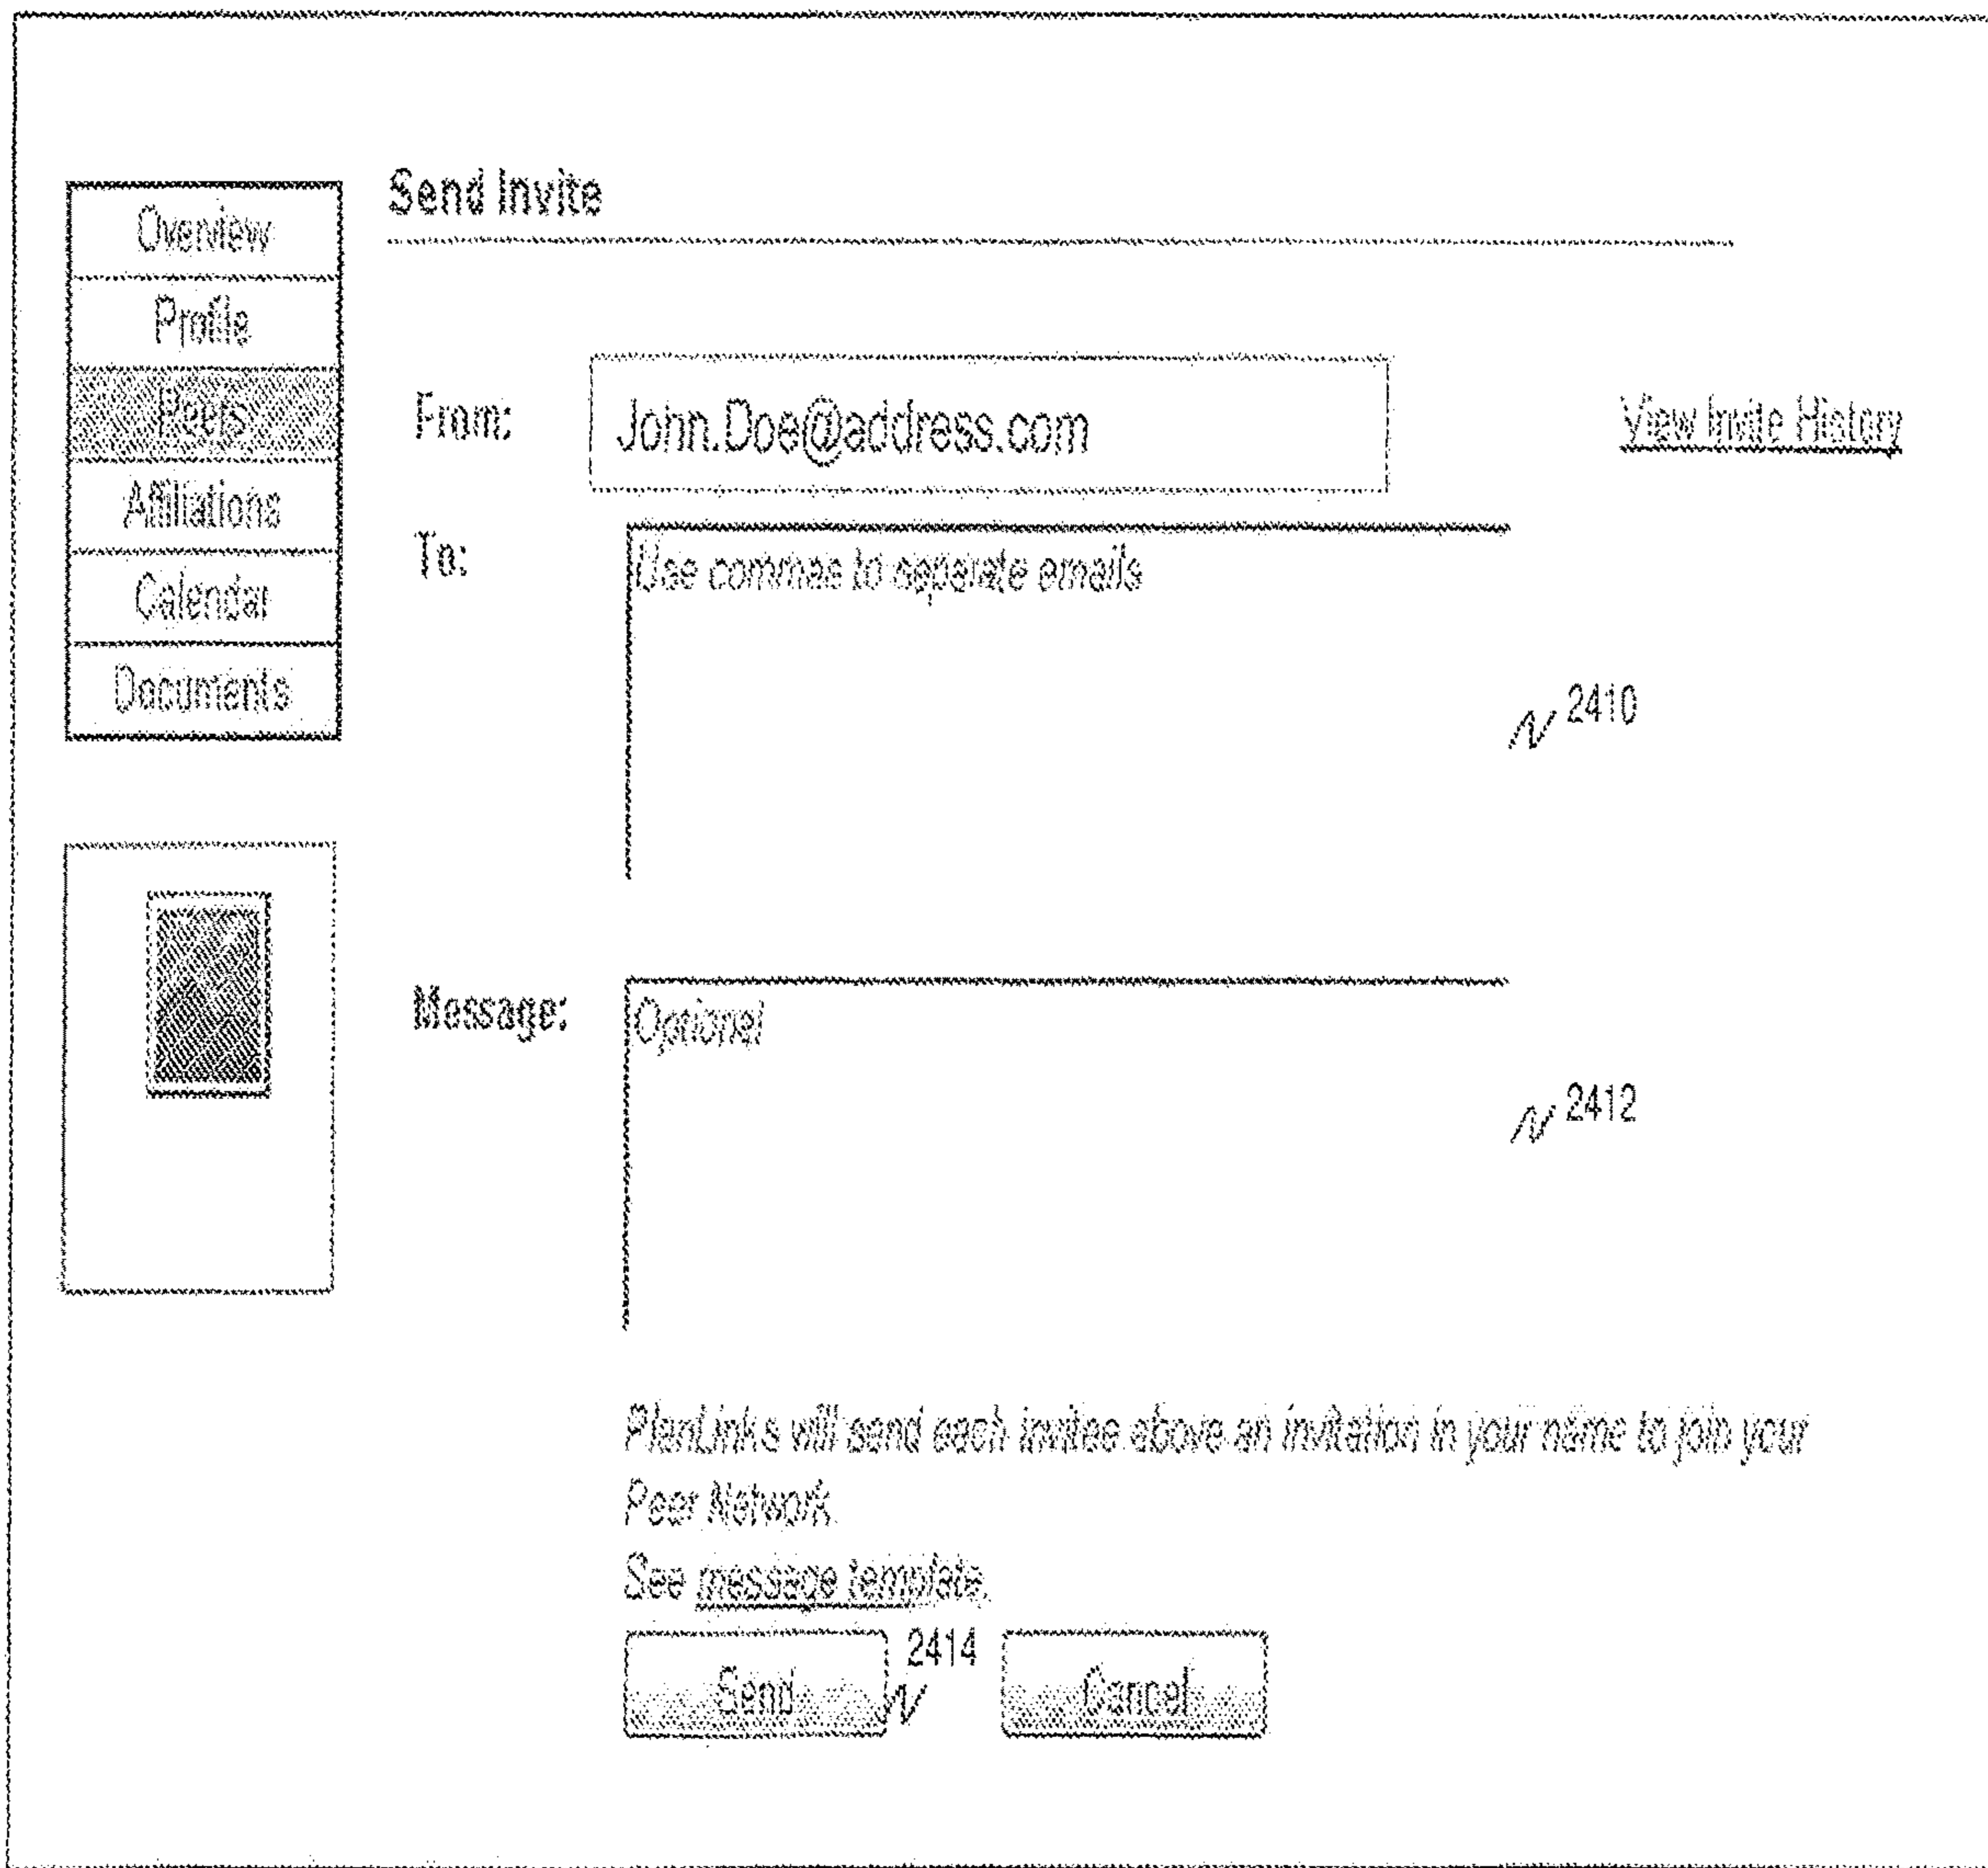 Send Invite
Overview
Profile
Peers
Affiliations
Calendar
Documents
From:
John.Doe@address.com
View Invite History
To:
Use commas to seperate emails
2410
Message:
Optional
2412
PlanLinks will send each invitee above an invitation in your name to join your
Peer Network.
See message template.
Send
2414
Cancel